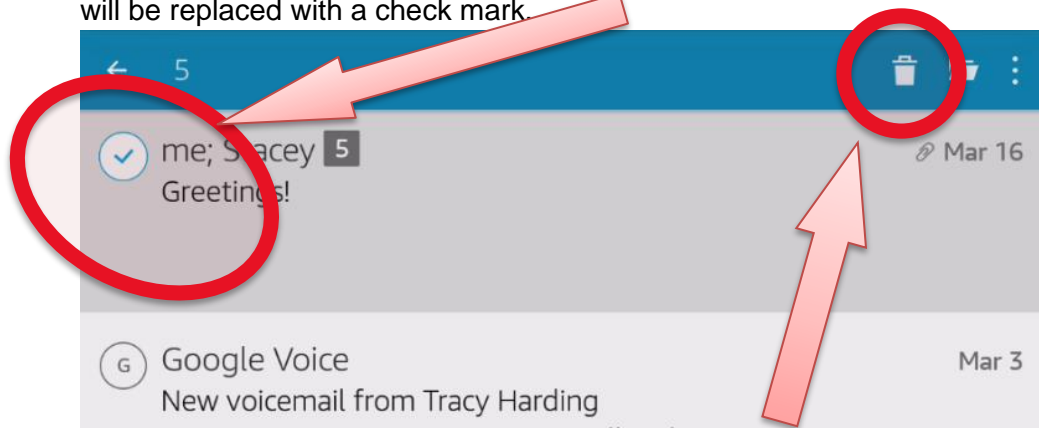 will be replaced with a check mark.
5
me; Stacey 5 Mar 16
Greetings!
G Google Voice Mar 3
New voicemail from Tracy Harding